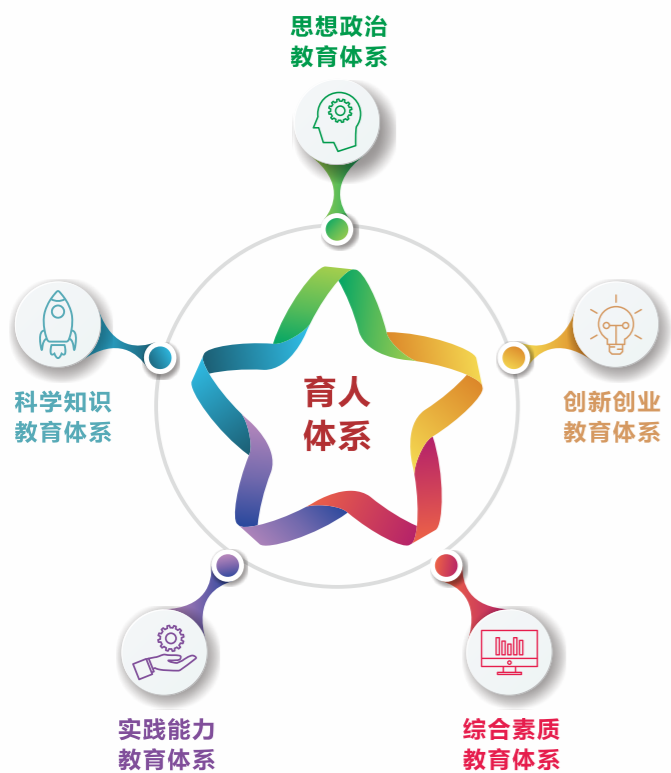 思想政治
教育体系
科学知识
教育体系
创新创业
教育体系
育人
体系
实践能力
教育体系
综合素质
教育体系